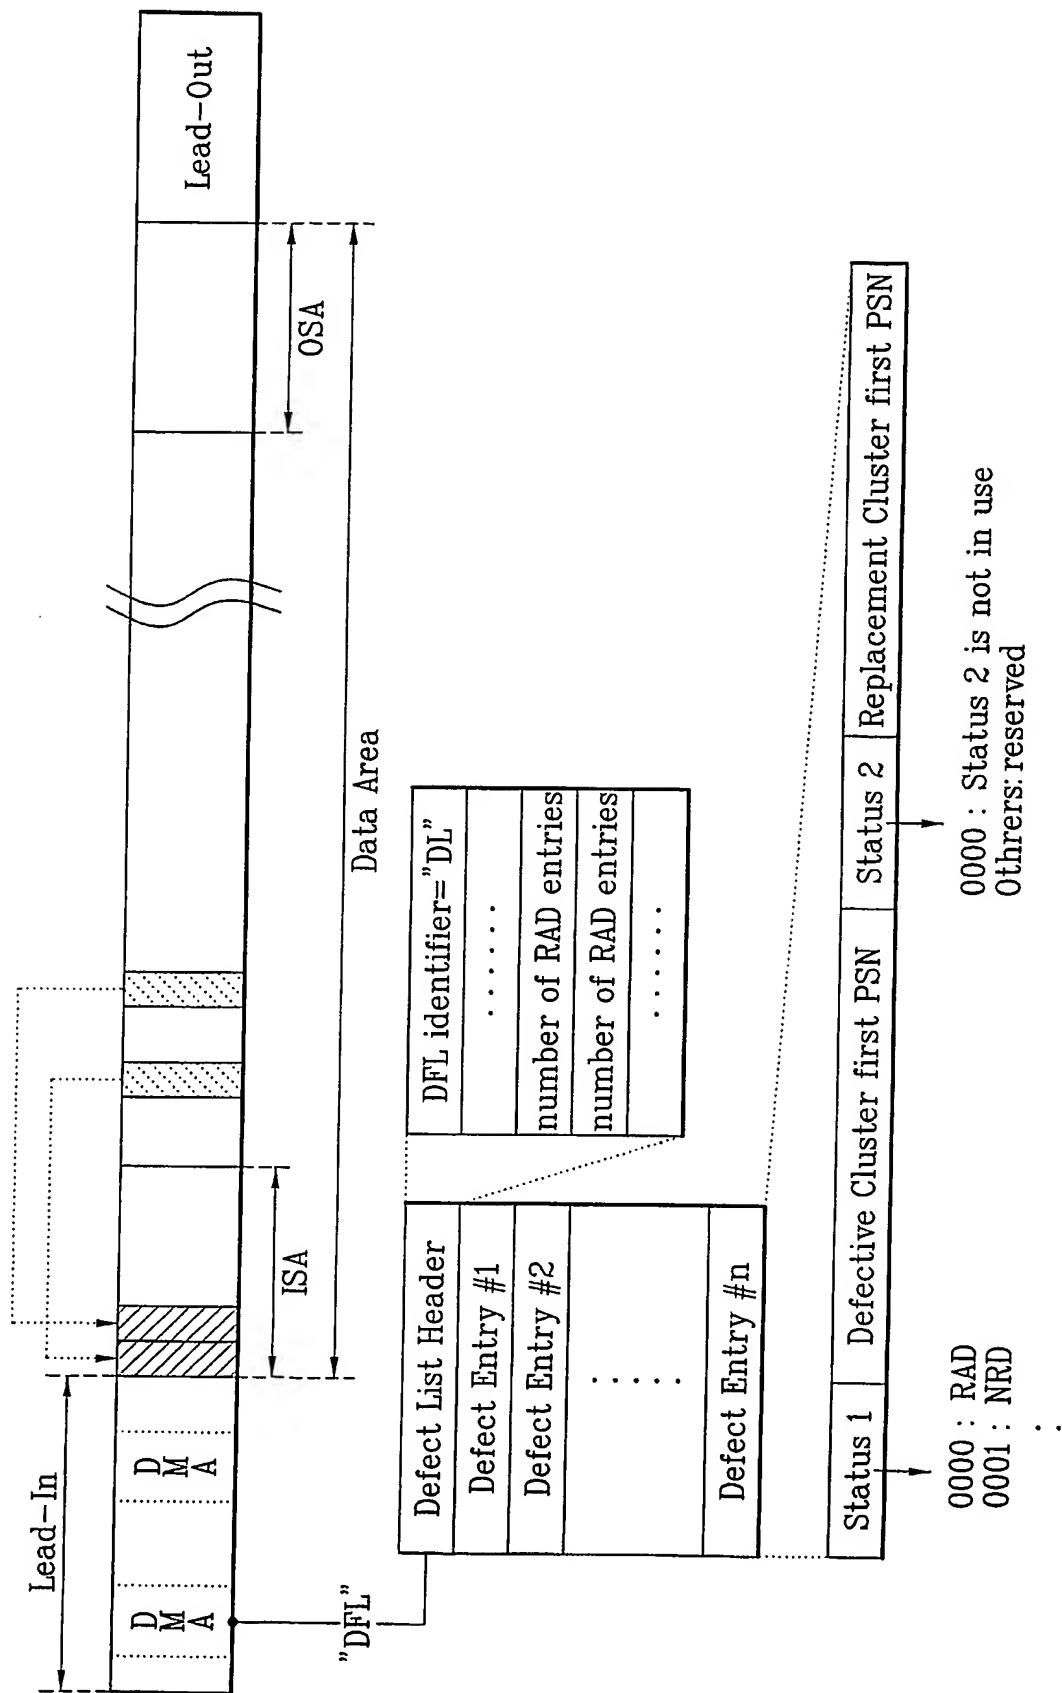 Lead-In
Lead-Out
D
M
A
D
M
A
ISA
OSA
Data Area
"DFL"
Defect List Header
Defect Entry #1
Defect Entry #2
.....
Defect Entry #n
DFL identifier="DL"
......
number of RAD entries
number of RAD entries
......
Status 1
Defective Cluster first PSN
Status 2
Replacement Cluster first PSN
0000 : RAD
0001 : NRD
:
0000 : Status 2 is not in use
Othrers: reserved